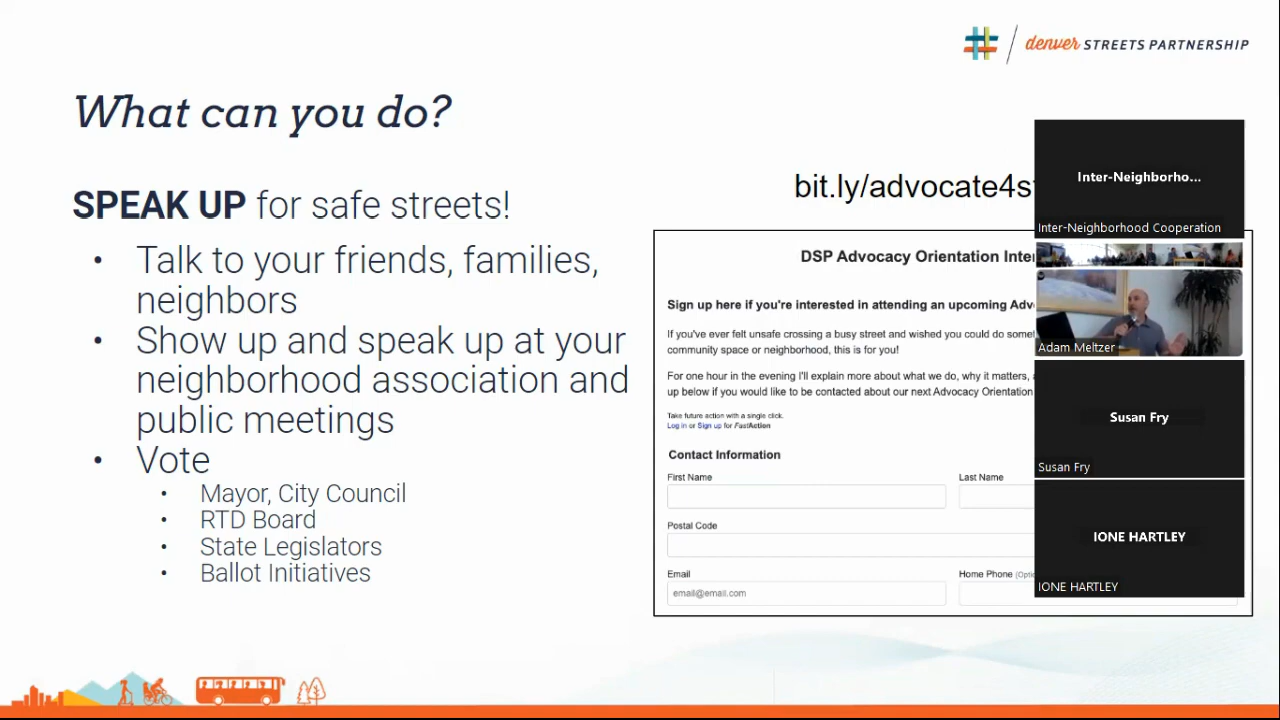 denver STREETS PARTNERSHIP
What can you do?
SPEAK UP for safe streets!
• Talk to your friends, families,
neighbors
• Show up and speak up at your
neighborhood association and
public meetings
• Vote
• Mayor, City Council
• RTD Board
• State Legislators
• Ballot Initiatives
bit.ly/advocate4s
DSP Advocacy Orientation
Sign up here if you're interested in attending an upcoming
If you've ever felt unsafe crossing a busy street and wished you could do
community space or neighborhood, this is for you!
For one hour in the evening I'll explain more about what we do, why it matters,
up below if you would like to be contacted about our next Advocacy Orientation
Take future action with a single click.
Log in or Sign up for FastAction
Contact Information
First Name
Last Name
Postal Code
Email
Home Phone
email@email.com
Inter-Neighborho...
Inter-Neighborhood Cooperation
Adam Meltzer
Susan Fry
Susan Fry
IONE HARTLEY
IONE HARTLEY